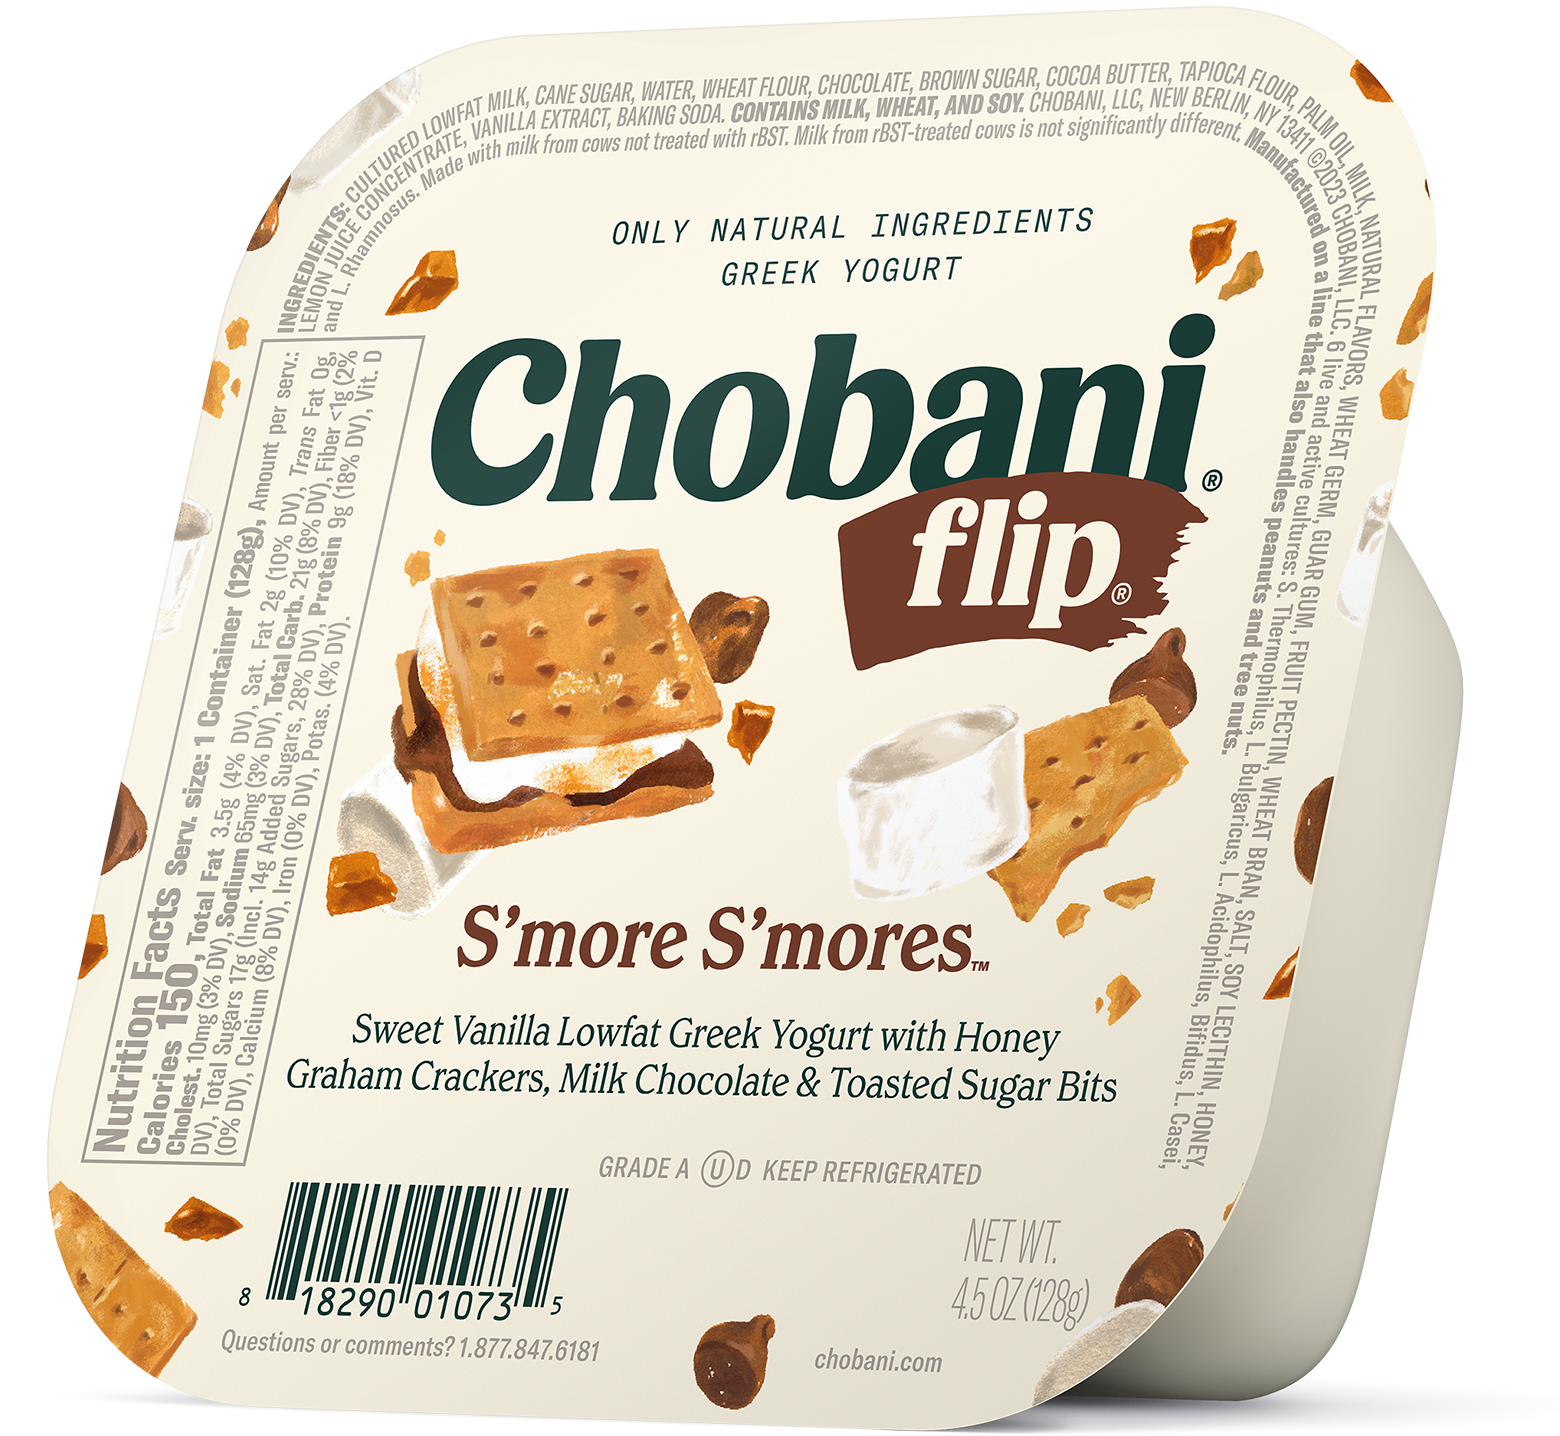 INGREDIENTS: CULTURED LOWFAT MILK, CANE SUGAR, WATER, WHEAT FLOUR, CHOCOLATE, BROWN SUGAR, COCOA BUTTER, TAPIOCA FLOUR, PALM OIL, MILK, NATURAL FLAVORS, WHEAT GERM, GUAR GUM, FRUIT PECTIN, WHEAT BRAN, SALT, SOY LECITHIN, HONEY,
LEMON JUICE CONCENTRATE, VANILLA EXTRACT, BAKING SODA. CONTAINS MILK, WHEAT, AND SOY. CHOBANI, LLC, NEW BERLIN, NY 13411 ©2023 CHOBANI, LLC. 6 live and active cultures: S. Thermophilus, L. Bulgaricus, L. Acidophilus, Bifidus, L. Casei,
and L. Rhamnosus. Made with milk from cows not treated with rBST. Milk from rBST-treated cows is not significantly different. Manufactured on a line that also handles peanuts and tree nuts.
ONLY NATURAL INGREDIENTS
GREEK YOGURT
Chobani®
flip®
Nutrition Facts Serv. size: 1 Container (128g), Amount per serv.:
Calories 150, Total Fat 3.5g (4% DV), Sat. Fat 2g (10% DV), Trans Fat 0g,
Cholest. 10mg (3% DV), Sodium 65mg (3% DV), Total Carb. 21g (8% DV), Fiber <1g (2%
DV), Total Sugars 17g (Incl. 14g Added Sugars, 28% DV), Protein 9g (18% DV), Vit. D
(0% DV), Calcium (8% DV), Iron (0% DV), Potas. (4% DV).
S'more S'mores™
Sweet Vanilla Lowfat Greek Yogurt with Honey
Graham Crackers, Milk Chocolate & Toasted Sugar Bits
GRADE A UD KEEP REFRIGERATED
NET WT.
4.5 OZ (128g)
8 18290 01073 5
Questions or comments? 1.877.847.6181
chobani.com